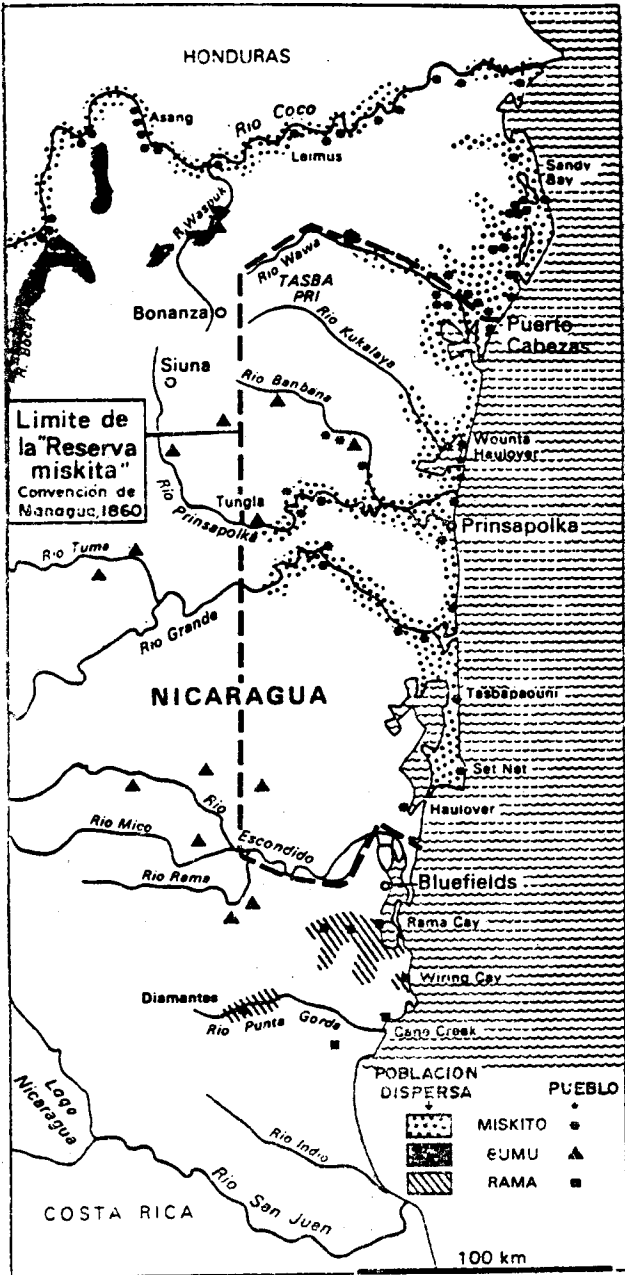 HONDURAS
Asang
Rio Coco
Leimus
Sandy
Bay
R. Waspuk
Rio Wawa
TASBA
PRI
Bonanza
Rio Kukalaya
Puerto
Cabezas
R. Bocay
Siuna
Rio Banbana
Limite de
la "Reserva
miskita"
Convención de
Managua, 1860
Wounta
Haulover
Tungla
Rio Prinsapolka
Prinsapolka
Rio Tuma
Rio Grande
NICARAGUA
Tasbapaouni
Set Net
Haulover
Rio Escondido
Rio Mico
Rio Rama
Bluefields
Rama Cay
Wiring Cay
Diamantes
Rio Punta Gorda
Cano Creek
POBLACION
DISPERSA
PUEBLO
MISKITO
SUMU
RAMA
Lago
Nicaragua
Rio Indio
Rio San Juen
COSTA RICA
100 km